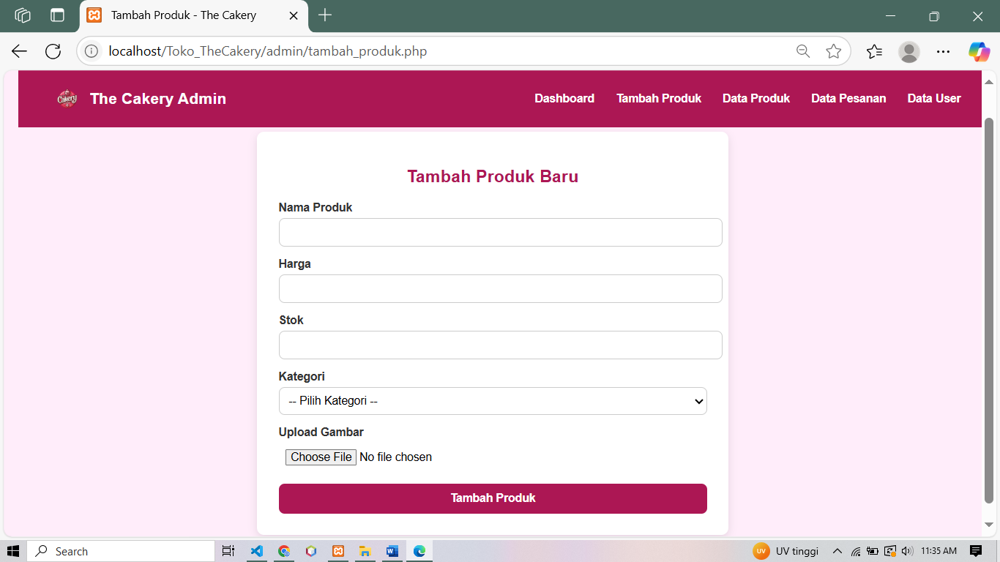 Tambah Produk - The Cakery
localhost/Toko_TheCakery/admin/tambah_produk.php
Cakery
The Cakery Admin
Dashboard
Tambah Produk
Data Produk
Data Pesanan
Data User
Tambah Produk Baru
Nama Produk
Harga
Stok
Kategori
-- Pilih Kategori --
Upload Gambar
Choose File No file chosen
Tambah Produk
Search
UV
UV tinggi
11:35 AM